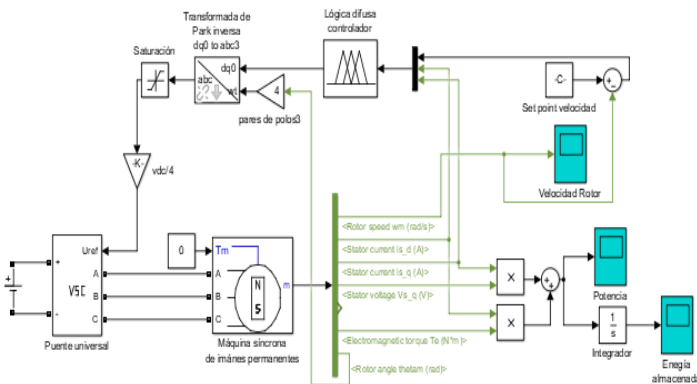 Transformada de
Park inversa
dq0 to abc3
Lógica difusa
controlador
Saturación
dq0
abc
wt
4
pares de polos3
-C-
Set point velocidad
-K-
vdc/4
Velocidad Rotor
<Rotor speed wm (rad/s)>
<Stator current is_d (A)>
<Stator current is_q (A)>
<Stator voltage Vs_q (V)>
<Electromagnetic torque Te (N*m)>
<Rotor angle thetam (rad)>
Uref
+
-
A
B
C
VSC
Puente universal
0
Tm
A
B
C
N
S
m
Máquina síncrona
de imánes permanentes
×
×
+
+
Potencia
1
s
Integrador
Enegía
almacenada